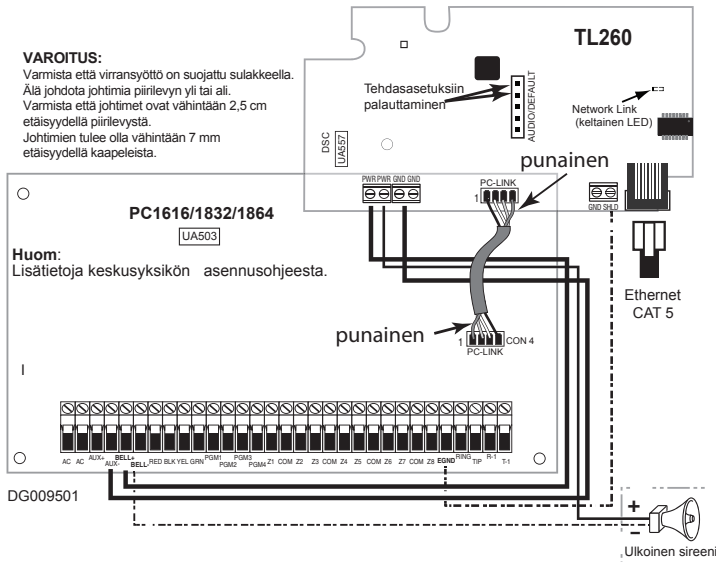 TL260
VAROITUS:
Varmista että virransyöttö on suojattu sulakkeella.
Älä johdota johtimia piirilevyn yli tai ali.
Varmista että johtimet ovat vähintään 2,5 cm
etäisyydellä piirilevystä.
Johtimien tulee olla vähintään 7 mm
etäisyydellä kaapeleista.
Tehdasasetuksiin
palauttaminen
AUDIO/DEFAULT
Network Link
(keltainen LED)
DSC
UA557
punainen
PWR PWR GND GND
PC-LINK
1
GND SHLD
PC1616/1832/1864
UA503
Huom:
Lisätietoja keskusyksikön asennusohjeesta.
Ethernet
CAT 5
punainen
1
CON 4
PC-LINK
AC AC AUX+ AUX- BELL+ BELL- RED BLK YEL GRN PGM1 PGM2 PGM3 PGM4 Z1 COM Z2 Z3 COM Z4 Z5 COM Z6 Z7 COM Z8 EGND RING TIP R-1 T-1
DG009501
+
–
Ulkoinen sireeni